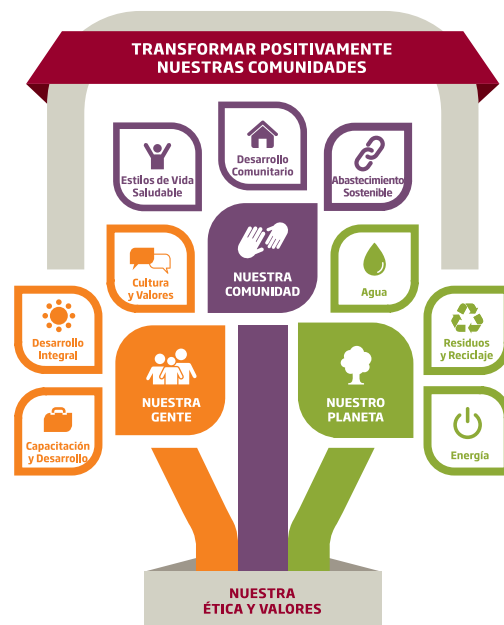 TRANSFORMAR POSITIVAMENTE
NUESTRAS COMUNIDADES
Estilos de Vida
Saludable
Desarrollo
Comunitario
Abastecimiento
Sostenible
Cultura
y Valores
NUESTRA
COMUNIDAD
Agua
Desarrollo
Integral
NUESTRA
GENTE
NUESTRO
PLANETA
Residuos
y Reciclaje
Capacitación
y Desarrollo
Energía
NUESTRA
ÉTICA Y VALORES